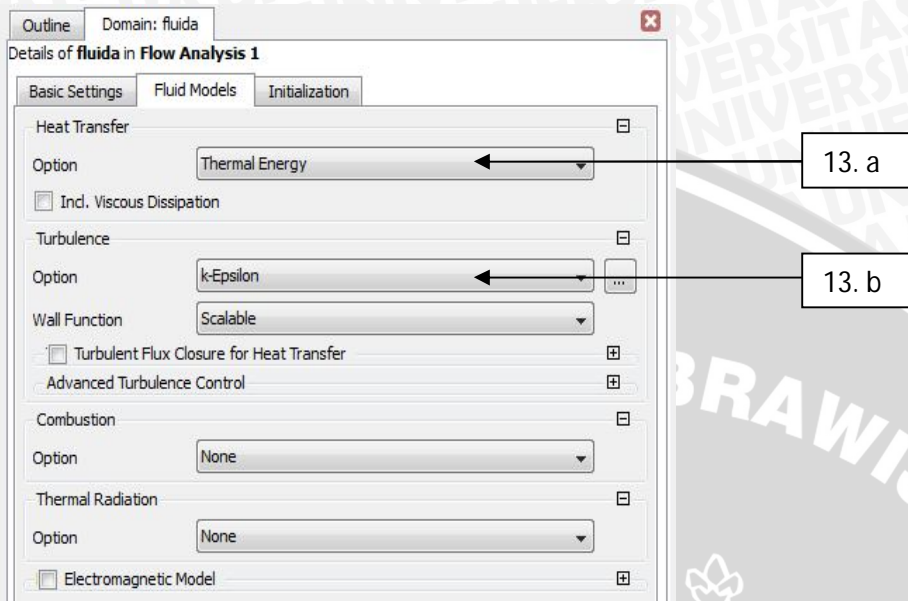 Outline Domain: fluida
Details of fluida in Flow Analysis 1
Basic Settings Fluid Models Initialization
Heat Transfer
Option Thermal Energy
13. a
Incl. Viscous Dissipation
Turbulence
Option k-Epsilon ...
13. b
Wall Function Scalable
Turbulent Flux Closure for Heat Transfer
Advanced Turbulence Control
Combustion
Option None
Thermal Radiation
Option None
Electromagnetic Model